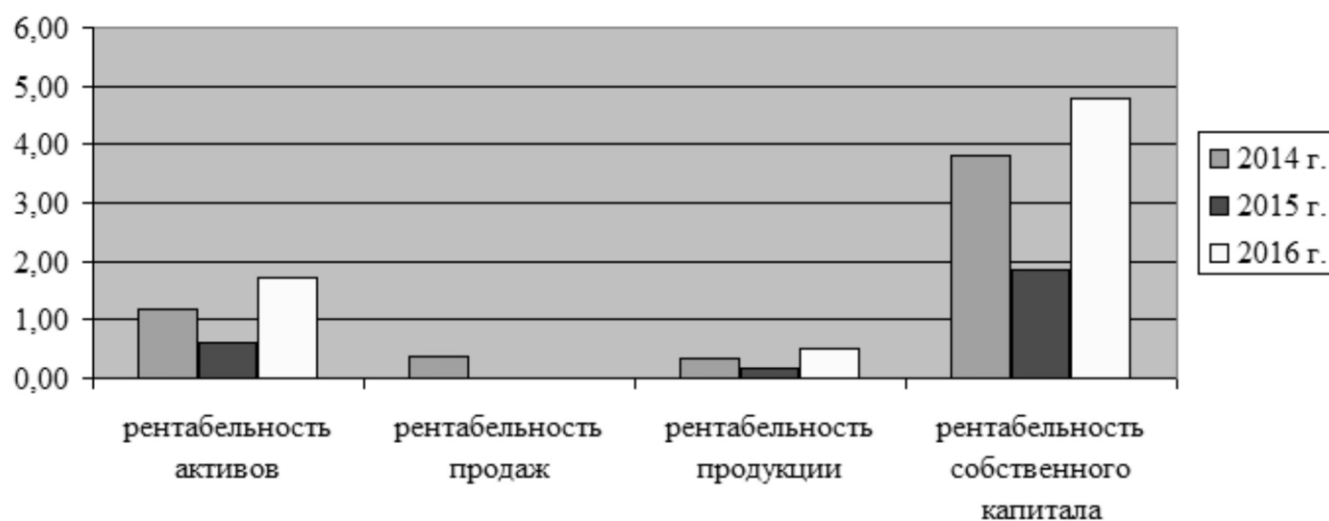 6,00
5,00
4,00
3,00
2,00
1,00
0,00
2014 г.
2015 г.
2016 г.
рентабельность
активов
рентабельность
продаж
рентабельность
продукции
рентабельность
собственного
капитала